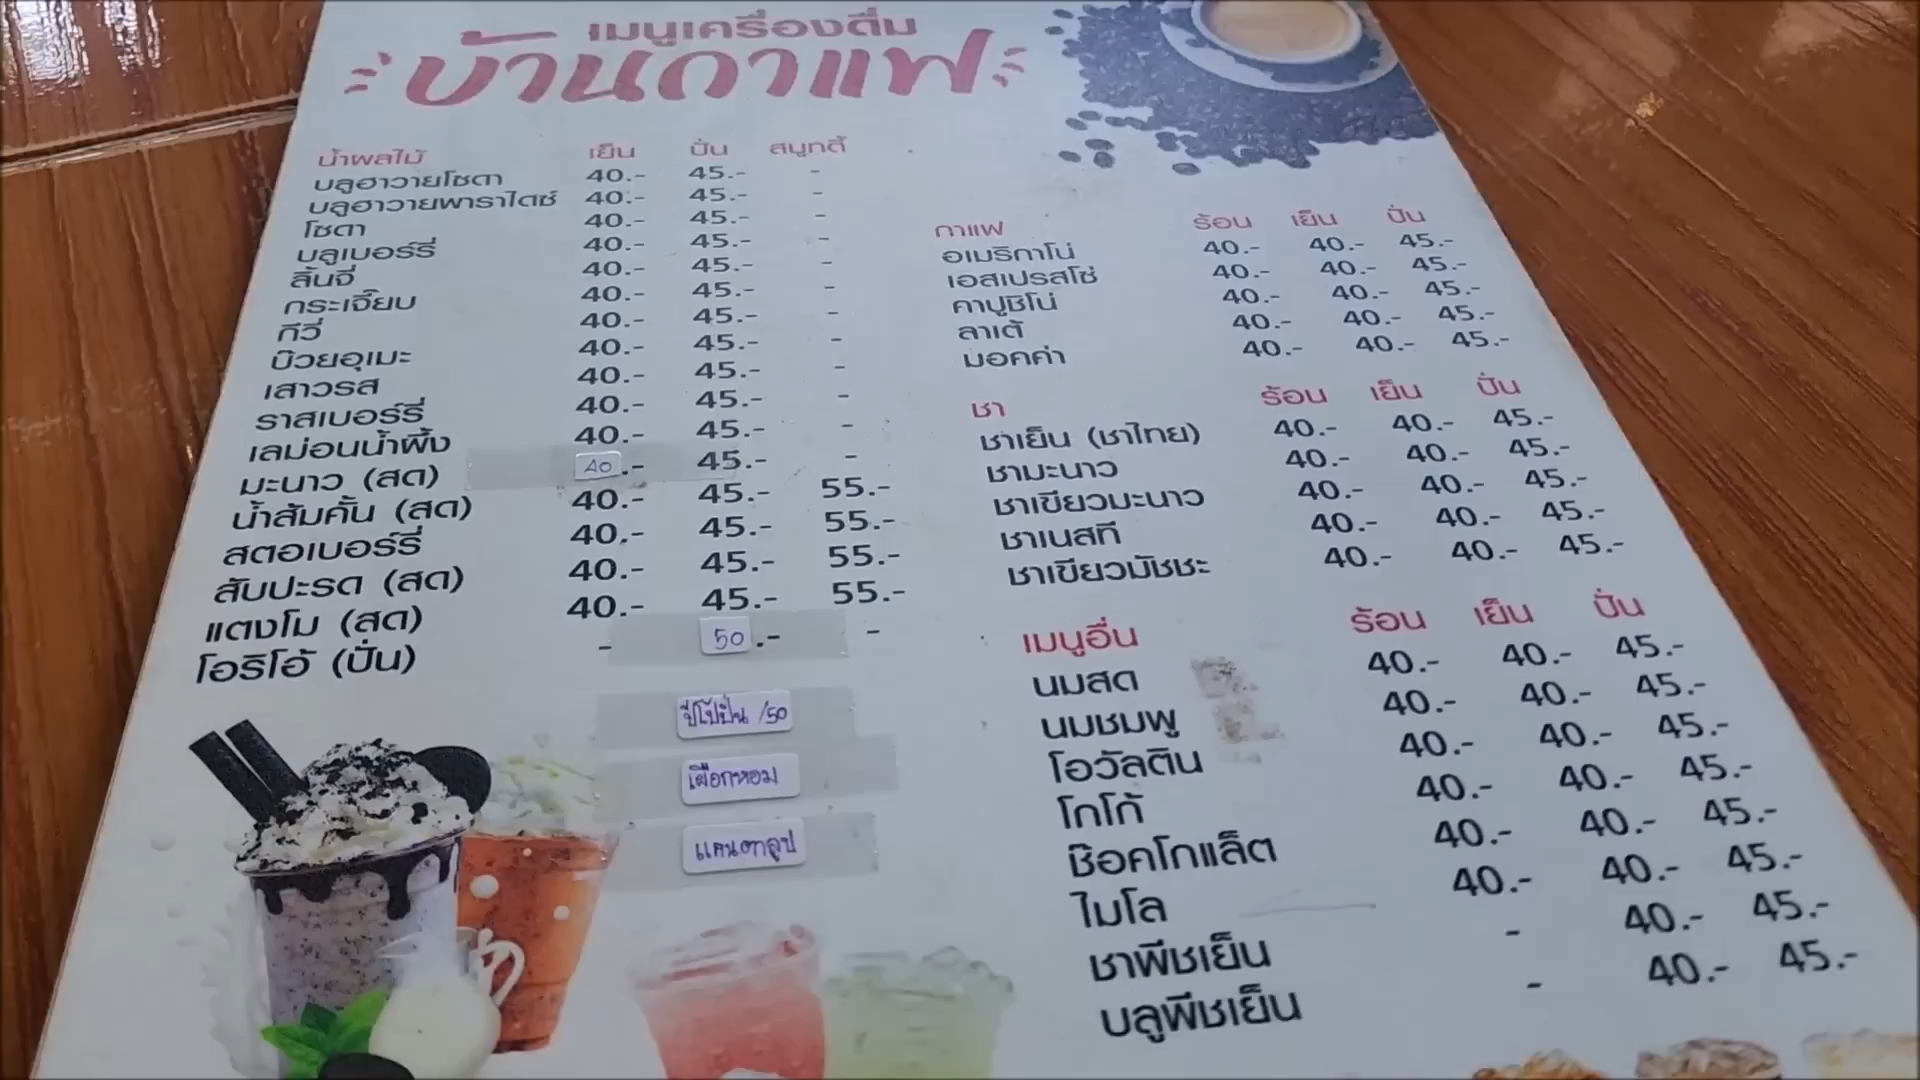 เมนูเครื่องดื่ม
บ้านกาแฟ
น้ำผลไม้ เย็น ปั่น สมูทตี้
บลูฮาวายโซดา 40.- 45.- -
บลูฮาวายพาราไดซ์ 40.- 45.- -
โซดา 40.- 45.- -
บลูเบอร์รี่ 40.- 45.- -
ลิ้นจี่ 40.- 45.- -
กระเจี๊ยบ 40.- 45.- -
กีวี่ 40.- 45.- -
บ๊วยอุเมะ 40.- 45.- -
เสาวรส 40.- 45.- -
ราสเบอร์รี่ 40.- 45.- -
เลม่อนน้ำผึ้ง 40.- 45.- -
มะนาว (สด) 40.- 45.- -
น้ำส้มคั้น (สด) 40.- 45.- 55.-
สตอเบอร์รี่ 40.- 45.- 55.-
สับปะรด (สด) 40.- 45.- 55.-
แตงโม (สด) 40.- 45.- 55.-
โอริโอ้ (ปั่น) - 50.- -
ปีโป้ปั่น /50
เผือกหอม
แคนตาลูป
กาแฟ ร้อน เย็น ปั่น
อเมริกาโน่ 40.- 40.- 45.-
เอสเปรสโซ่ 40.- 40.- 45.-
คาปูชิโน่ 40.- 40.- 45.-
ลาเต้ 40.- 40.- 45.-
มอคค่า 40.- 40.- 45.-
ชา ร้อน เย็น ปั่น
ชาเย็น (ชาไทย) 40.- 40.- 45.-
ชามะนาว 40.- 40.- 45.-
ชาเขียวมะนาว 40.- 40.- 45.-
ชาเนสที 40.- 40.- 45.-
ชาเขียวมัชชะ 40.- 40.- 45.-
เมนูอื่น ร้อน เย็น ปั่น
นมสด 40.- 40.- 45.-
นมชมพู 40.- 40.- 45.-
โอวัลติน 40.- 40.- 45.-
โกโก้ 40.- 40.- 45.-
ช๊อคโกแล็ต 40.- 40.- 45.-
ไมโล 40.- 40.- 45.-
ชาพีชเย็น - 40.- 45.-
บลูพีชเย็น - 40.- 45.-